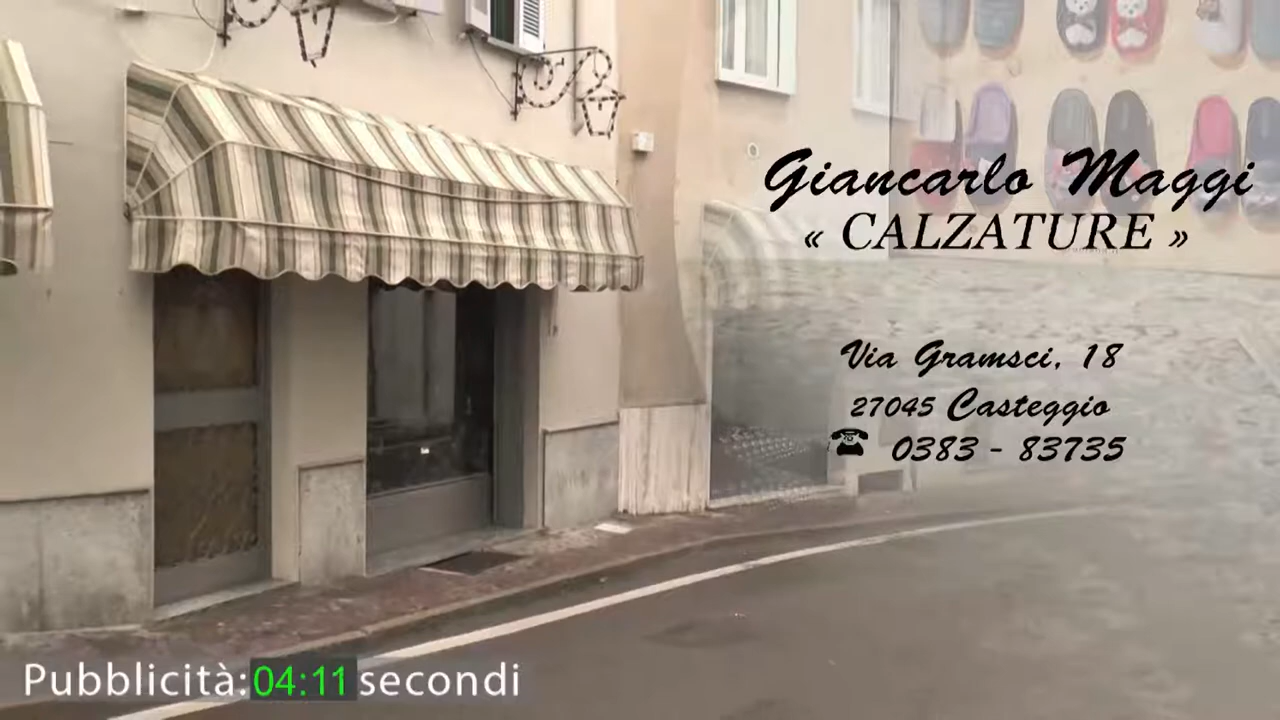 Giancarlo Maggi
« CALZATURE »
Via Gramsci, 18
27045 Casteggio
☎ 0383 - 83735
Pubblicità: 04:11 secondi